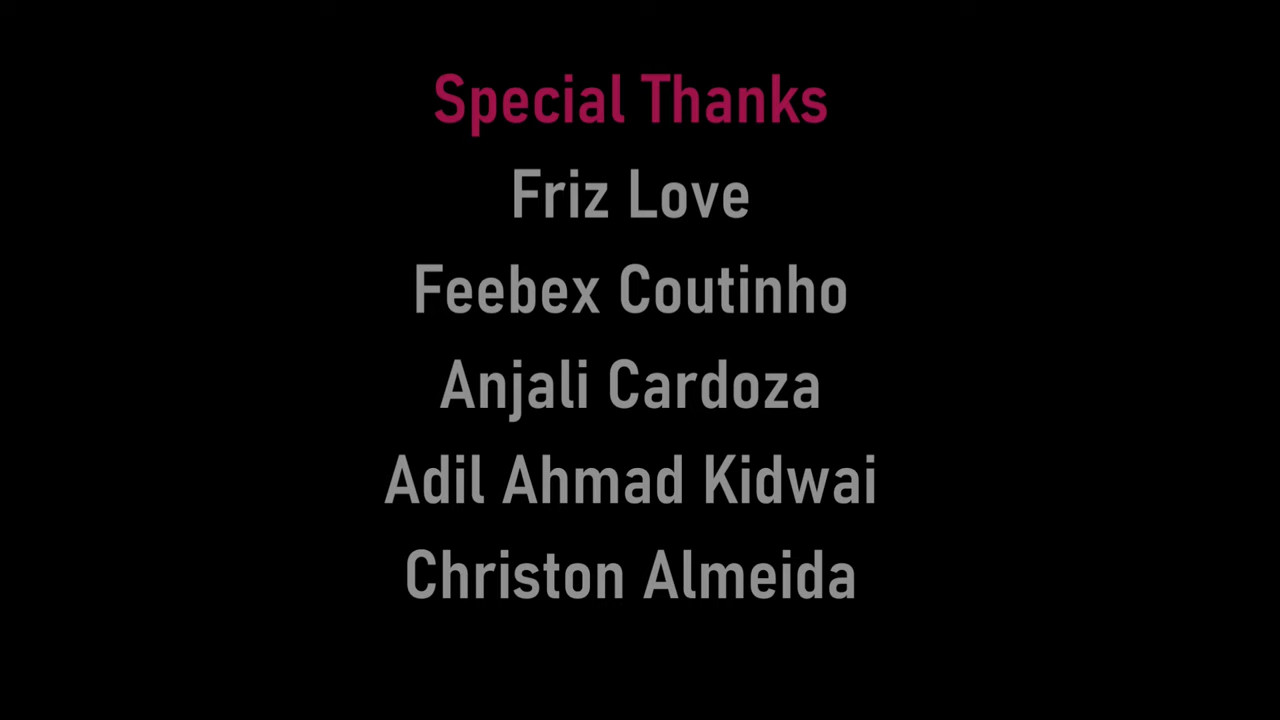 Special Thanks
Friz Love
Feebex Coutinho
Anjali Cardoza
Adil Ahmad Kidwai
Christon Almeida